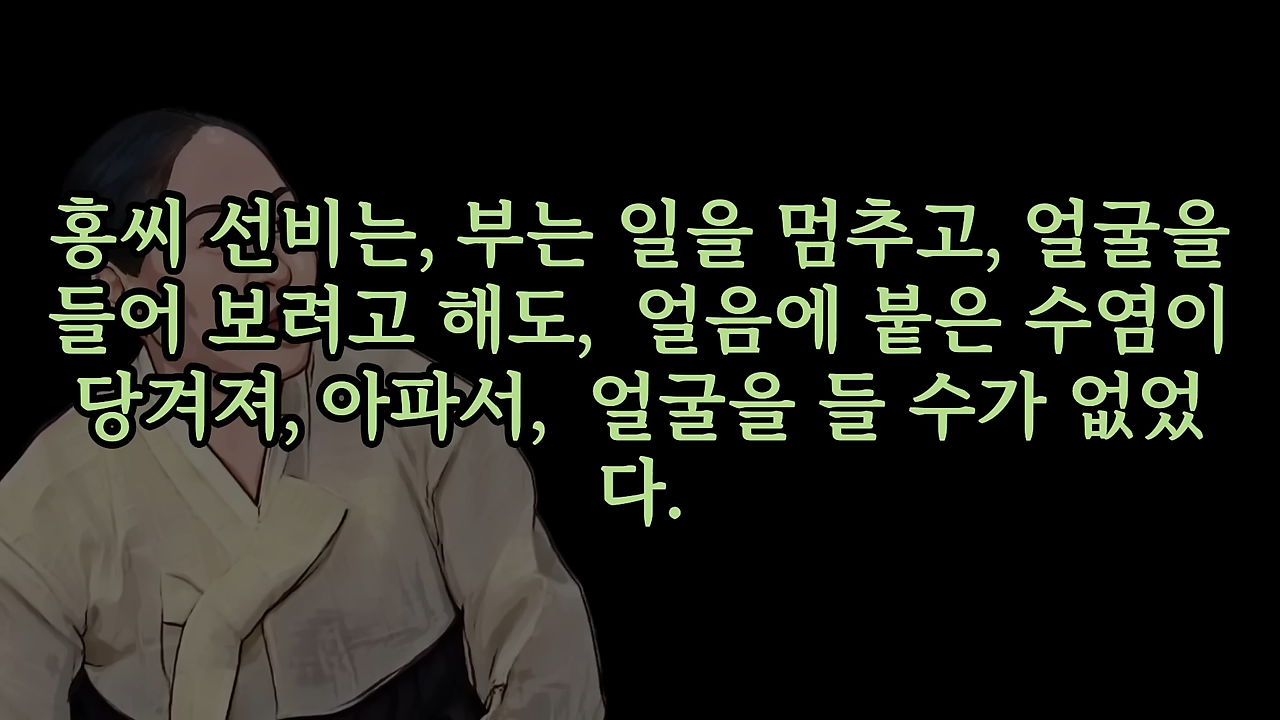 홍씨 선비는, 부는 일을 멈추고, 얼굴을
들어 보려고 해도,  얼음에 붙은 수염이
당겨져, 아파서,  얼굴을 들 수가 없었
다.